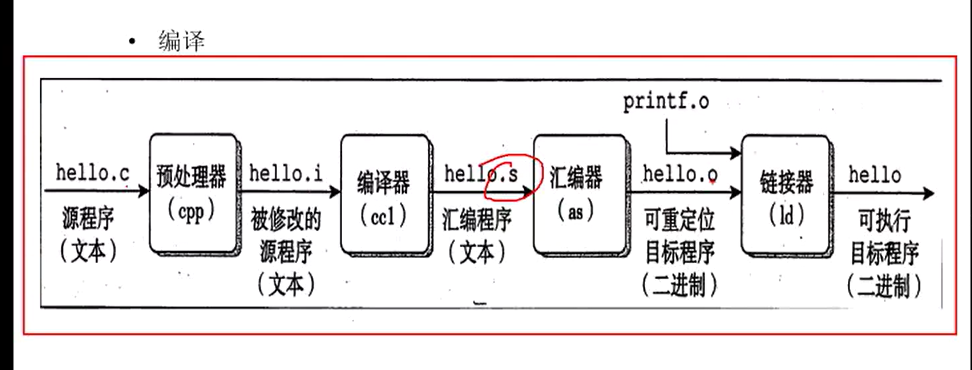 • 编译
printf.o
hello.c
预处理器
(cpp)
hello.i
编译器
(cc1)
hello.s
汇编器
(as)
hello.o
链接器
(ld)
hello
源程序
(文本)
被修改的
源程序
(文本)
汇编程序
(文本)
可重定位
目标程序
(二进制)
可执行
目标程序
(二进制)